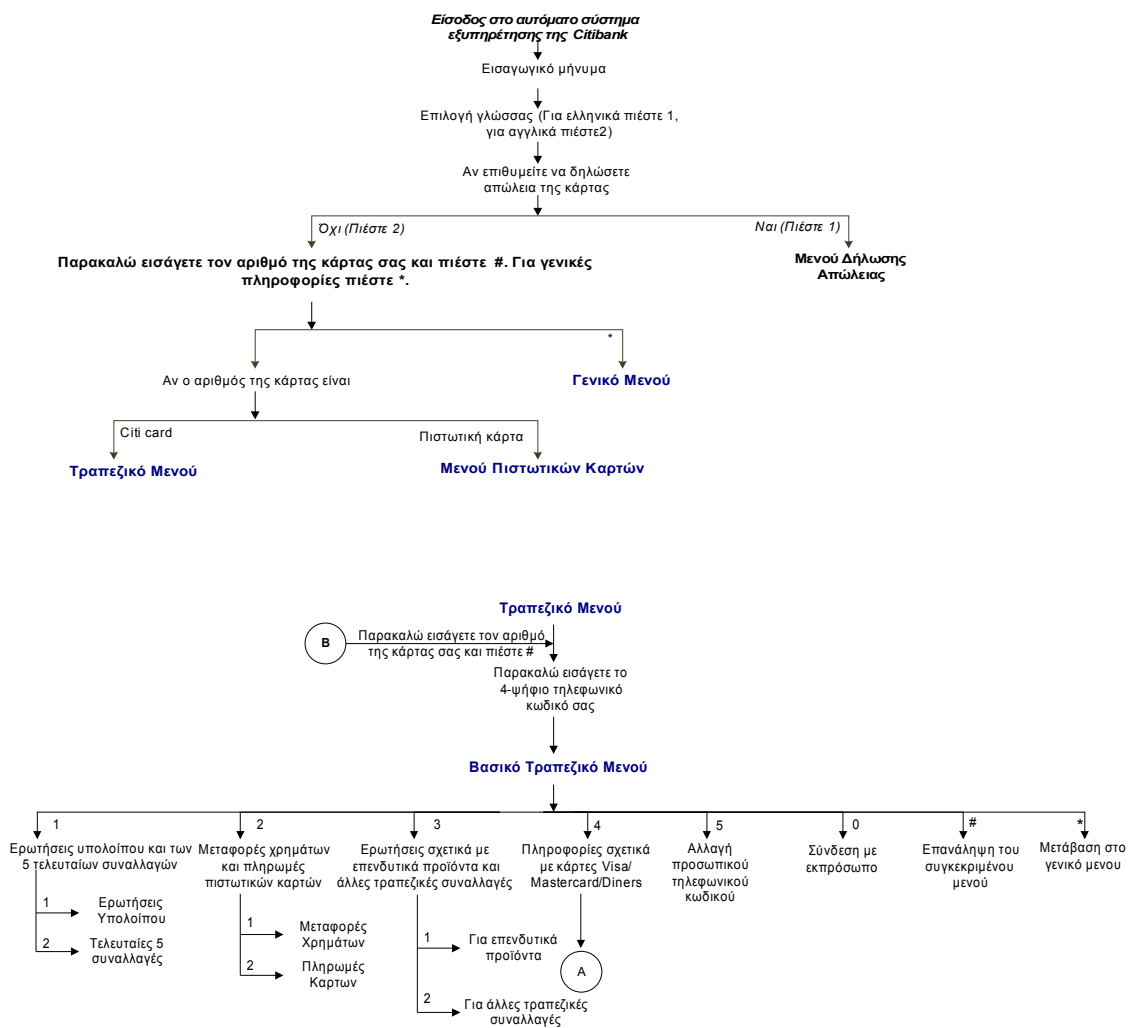 Είσοδος στο αυτόματο σύστημα
εξυπηρέτησης της Citibank
Εισαγωγικό μήνυμα
Επιλογή γλώσσας (Για ελληνικά πιέστε 1,
για αγγλικά πιέστε2)
Αν επιθυμείτε να δηλώσετε
απώλεια της κάρτας
Όχι (Πιέστε 2)
Ναι (Πιέστε 1)
Παρακαλώ εισάγετε τον αριθμό της κάρτας σας και πιέστε #. Για γενικές
πληροφορίες πιέστε *.
Μενού Δήλωσης
Απώλειας
*
Αν ο αριθμός της κάρτας είναι
Γενικό Μενού
Citi card
Πιστωτική κάρτα
Τραπεζικό Μενού
Μενού Πιστωτικών Καρτών
Τραπεζικό Μενού
B
Παρακαλώ εισάγετε τον αριθμό
της κάρτας σας και πιέστε #
Παρακαλώ εισάγετε το
4-ψήφιο τηλεφωνικό
κωδικό σας
Βασικό Τραπεζικό Μενού
1
2
3
4
5
0
#
*
Ερωτήσεις υπολοίπου και των
5 τελευταίων συναλλαγών
Μεταφορές χρημάτων
και πληρωμές
πιστωτικών καρτών
Ερωτήσεις σχετικά με
επενδυτικά προϊόντα και
άλλες τραπεζικές συναλλαγές
Πληροφορίες σχετικά
με κάρτες Visa/
Mastercard/Diners
Αλλαγή
προσωπικού
τηλεφωνικού
κωδικού
Σύνδεση με
εκπρόσωπο
Επανάληψη του
συγκεκριμένου
μενού
Μετάβαση στο
γενικό μενου
1
Ερωτήσεις
Υπολοίπου
2
Τελευταίες 5
συναλλαγές
1
Μεταφορές
Χρημάτων
2
Πληρωμές
Καρτων
1
Για επενδυτικά
προϊόντα
2
Για άλλες τραπεζικές
συναλλαγές
A